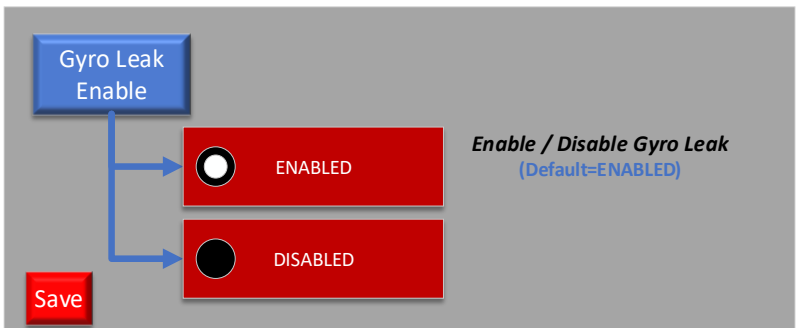 Gyro Leak
Enable
ENABLED
Enable / Disable Gyro Leak
(Default=ENABLED)
DISABLED
Save